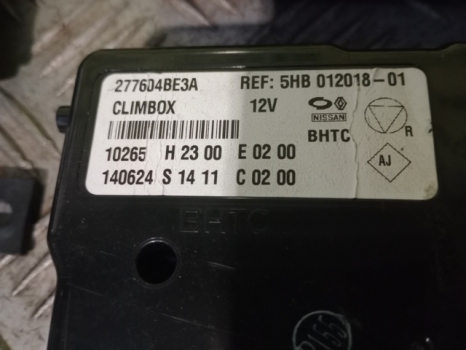 277604BE3A REF: 5HB 012018-01
CLIMBOX 12V
NISSAN
BHTC
R
10265 H 23 00 E 02 00
140624 S 14 11 C 02 00
AJ
BHTC